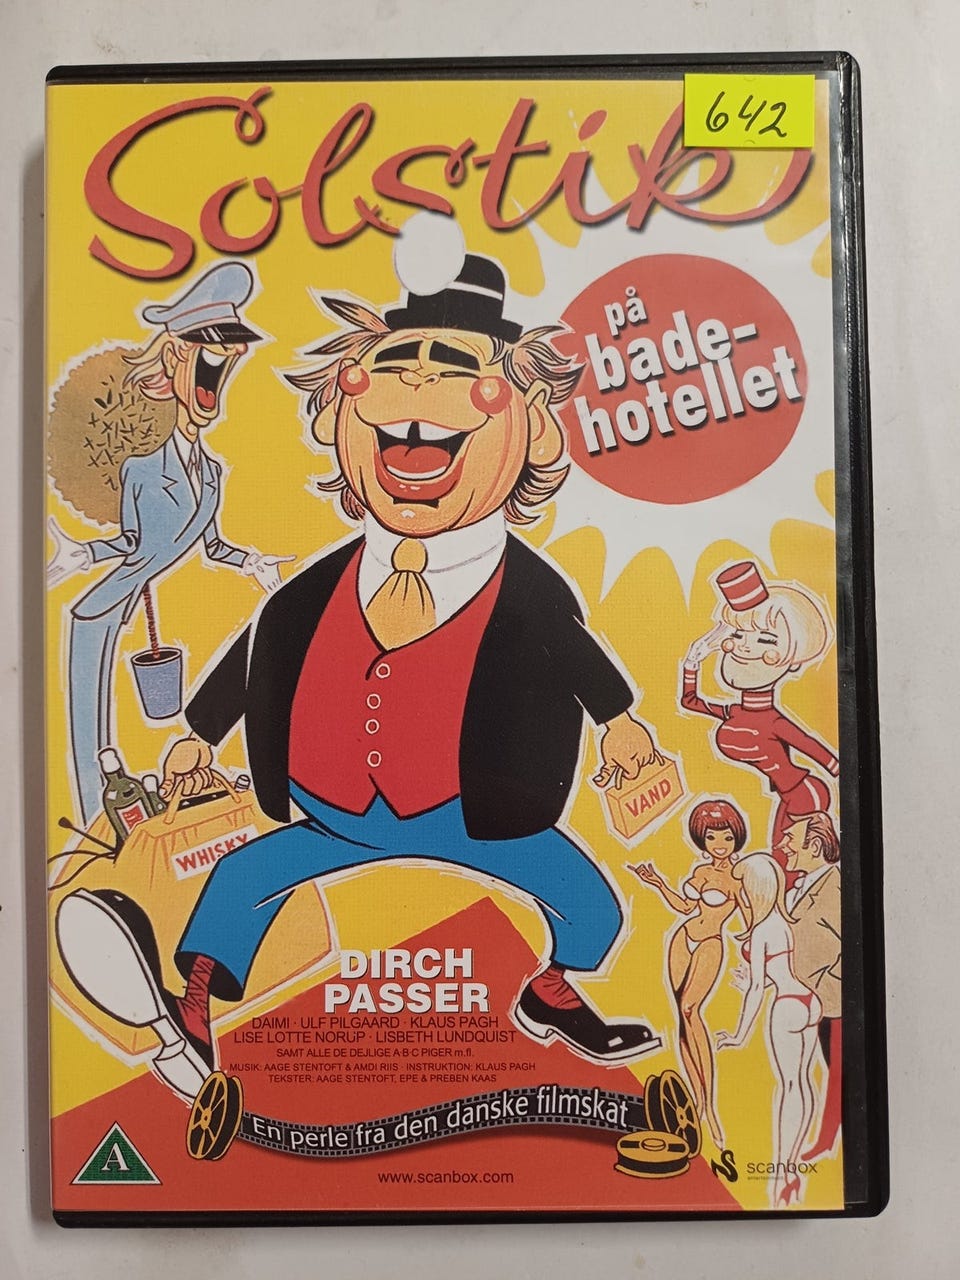 642
Solstik
på
bade-
hotellet
VAND
WHISKY
DIRCH
PASSER
DAIMI · ULF PILGAARD · KLAUS PAGH
LISE LOTTE NORUP · LISBETH LUNDQUIST
SAMT ALLE DE DEJLIGE A-B-C PIGER m.fl.
MUSIK: AAGE STENTOFT & AMDI RIIS · INSTRUKTION: KLAUS PAGH
TEKSTER: AAGE STENTOFT, EPE & PREBEN KAAS
En perle fra den danske filmskat
A
scanbox
entertainment
www.scanbox.com